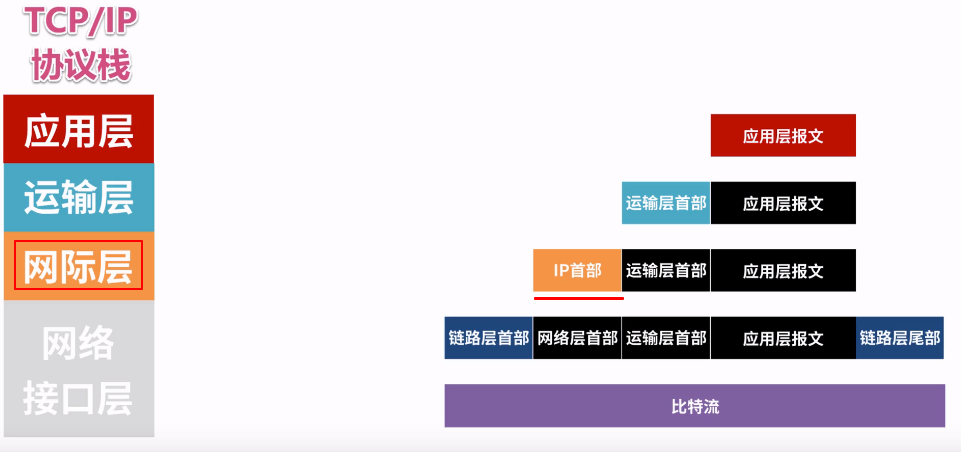 TCP/IP
协议栈
应用层
应用层报文
运输层
运输层首部 应用层报文
网际层
IP首部 运输层首部 应用层报文
网络
接口层
链路层首部 网络层首部 运输层首部 应用层报文 链路层尾部
比特流